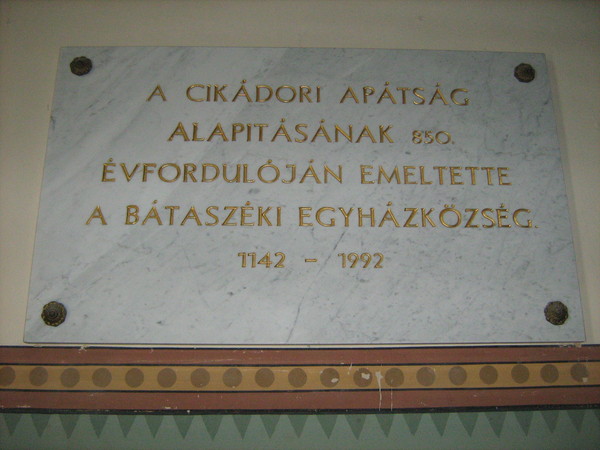 A CIKÁDORI APÁTSÁG
ALAPITÁSÁNAK 850.
ÉVFORDULÓJÁN EMELTETTE
A BÁTASZÉKI EGYHÁZKÖZSÉG.
1142 - 1992